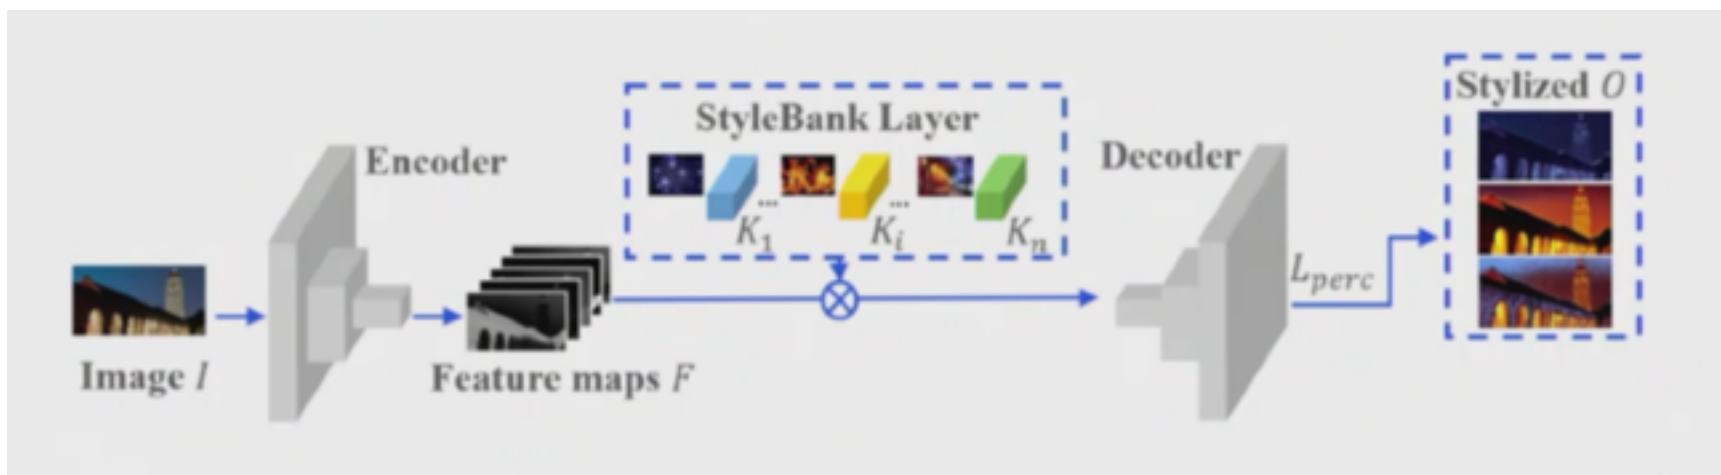 StyleBank Layer
Stylized O
Encoder
Decoder
... ...
K1 Ki Kn
Lperc
Image I
Feature maps F